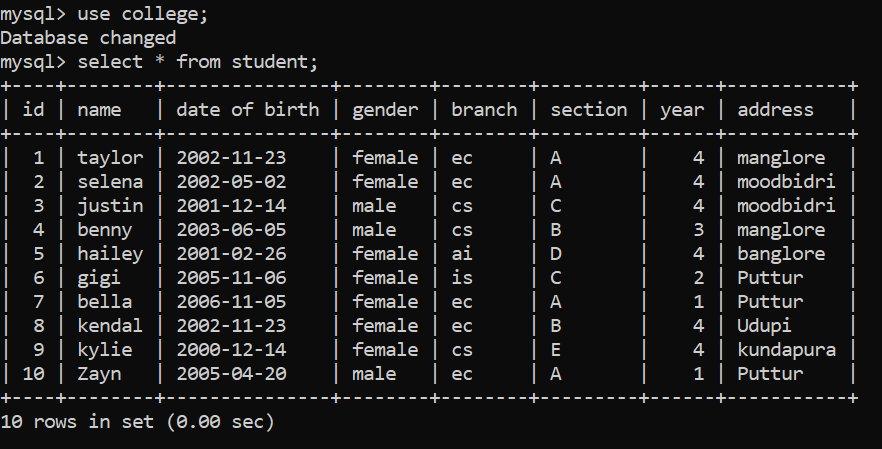 mysql> use college;
Database changed
mysql> select * from student;
+----+--------+---------------+--------+--------+---------+------+-----------+
| id | name   | date of birth | gender | branch | section | year | address   |
+----+--------+---------------+--------+--------+---------+------+-----------+
|  1 | taylor | 2002-11-23    | female | ec     | A       |    4 | manglore  |
|  2 | selena | 2002-05-02    | female | ec     | A       |    4 | moodbidri |
|  3 | justin | 2001-12-14    | male   | cs     | C       |    4 | moodbidri |
|  4 | benny  | 2003-06-05    | male   | cs     | B       |    3 | manglore  |
|  5 | hailey | 2001-02-26    | female | ai     | D       |    4 | banglore  |
|  6 | gigi   | 2005-11-06    | female | is     | C       |    2 | Puttur    |
|  7 | bella  | 2006-11-05    | female | ec     | A       |    1 | Puttur    |
|  8 | kendal | 2002-11-23    | female | ec     | B       |    4 | Udupi     |
|  9 | kylie  | 2000-12-14    | female | cs     | E       |    4 | kundapura |
| 10 | Zayn   | 2005-04-20    | male   | ec     | A       |    1 | Puttur    |
+----+--------+---------------+--------+--------+---------+------+-----------+
10 rows in set (0.00 sec)